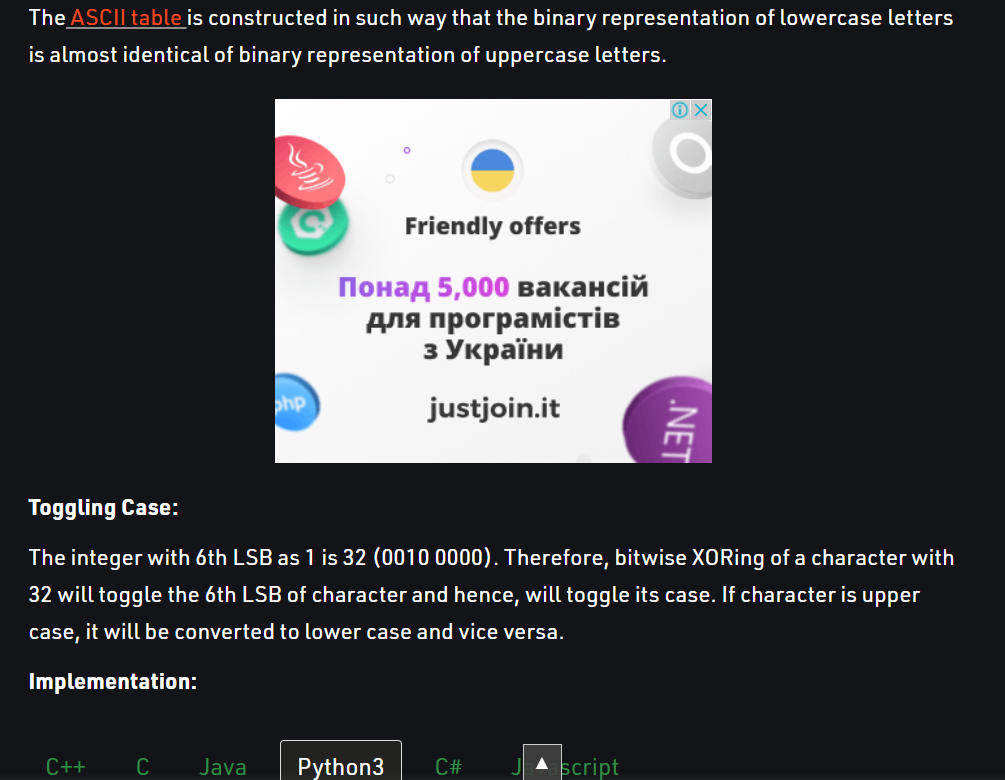 The ASCII table is constructed in such way that the binary representation of lowercase letters
is almost identical of binary representation of uppercase letters.
Friendly offers
Понад 5,000 вакансій
для програмістів
з України
justjoin.it
php
.NET
Toggling Case:
The integer with 6th LSB as 1 is 32 (0010 0000). Therefore, bitwise XORing of a character with
32 will toggle the 6th LSB of character and hence, will toggle its case. If character is upper
case, it will be converted to lower case and vice versa.
Implementation:
C++ C Java Python3 C# J script